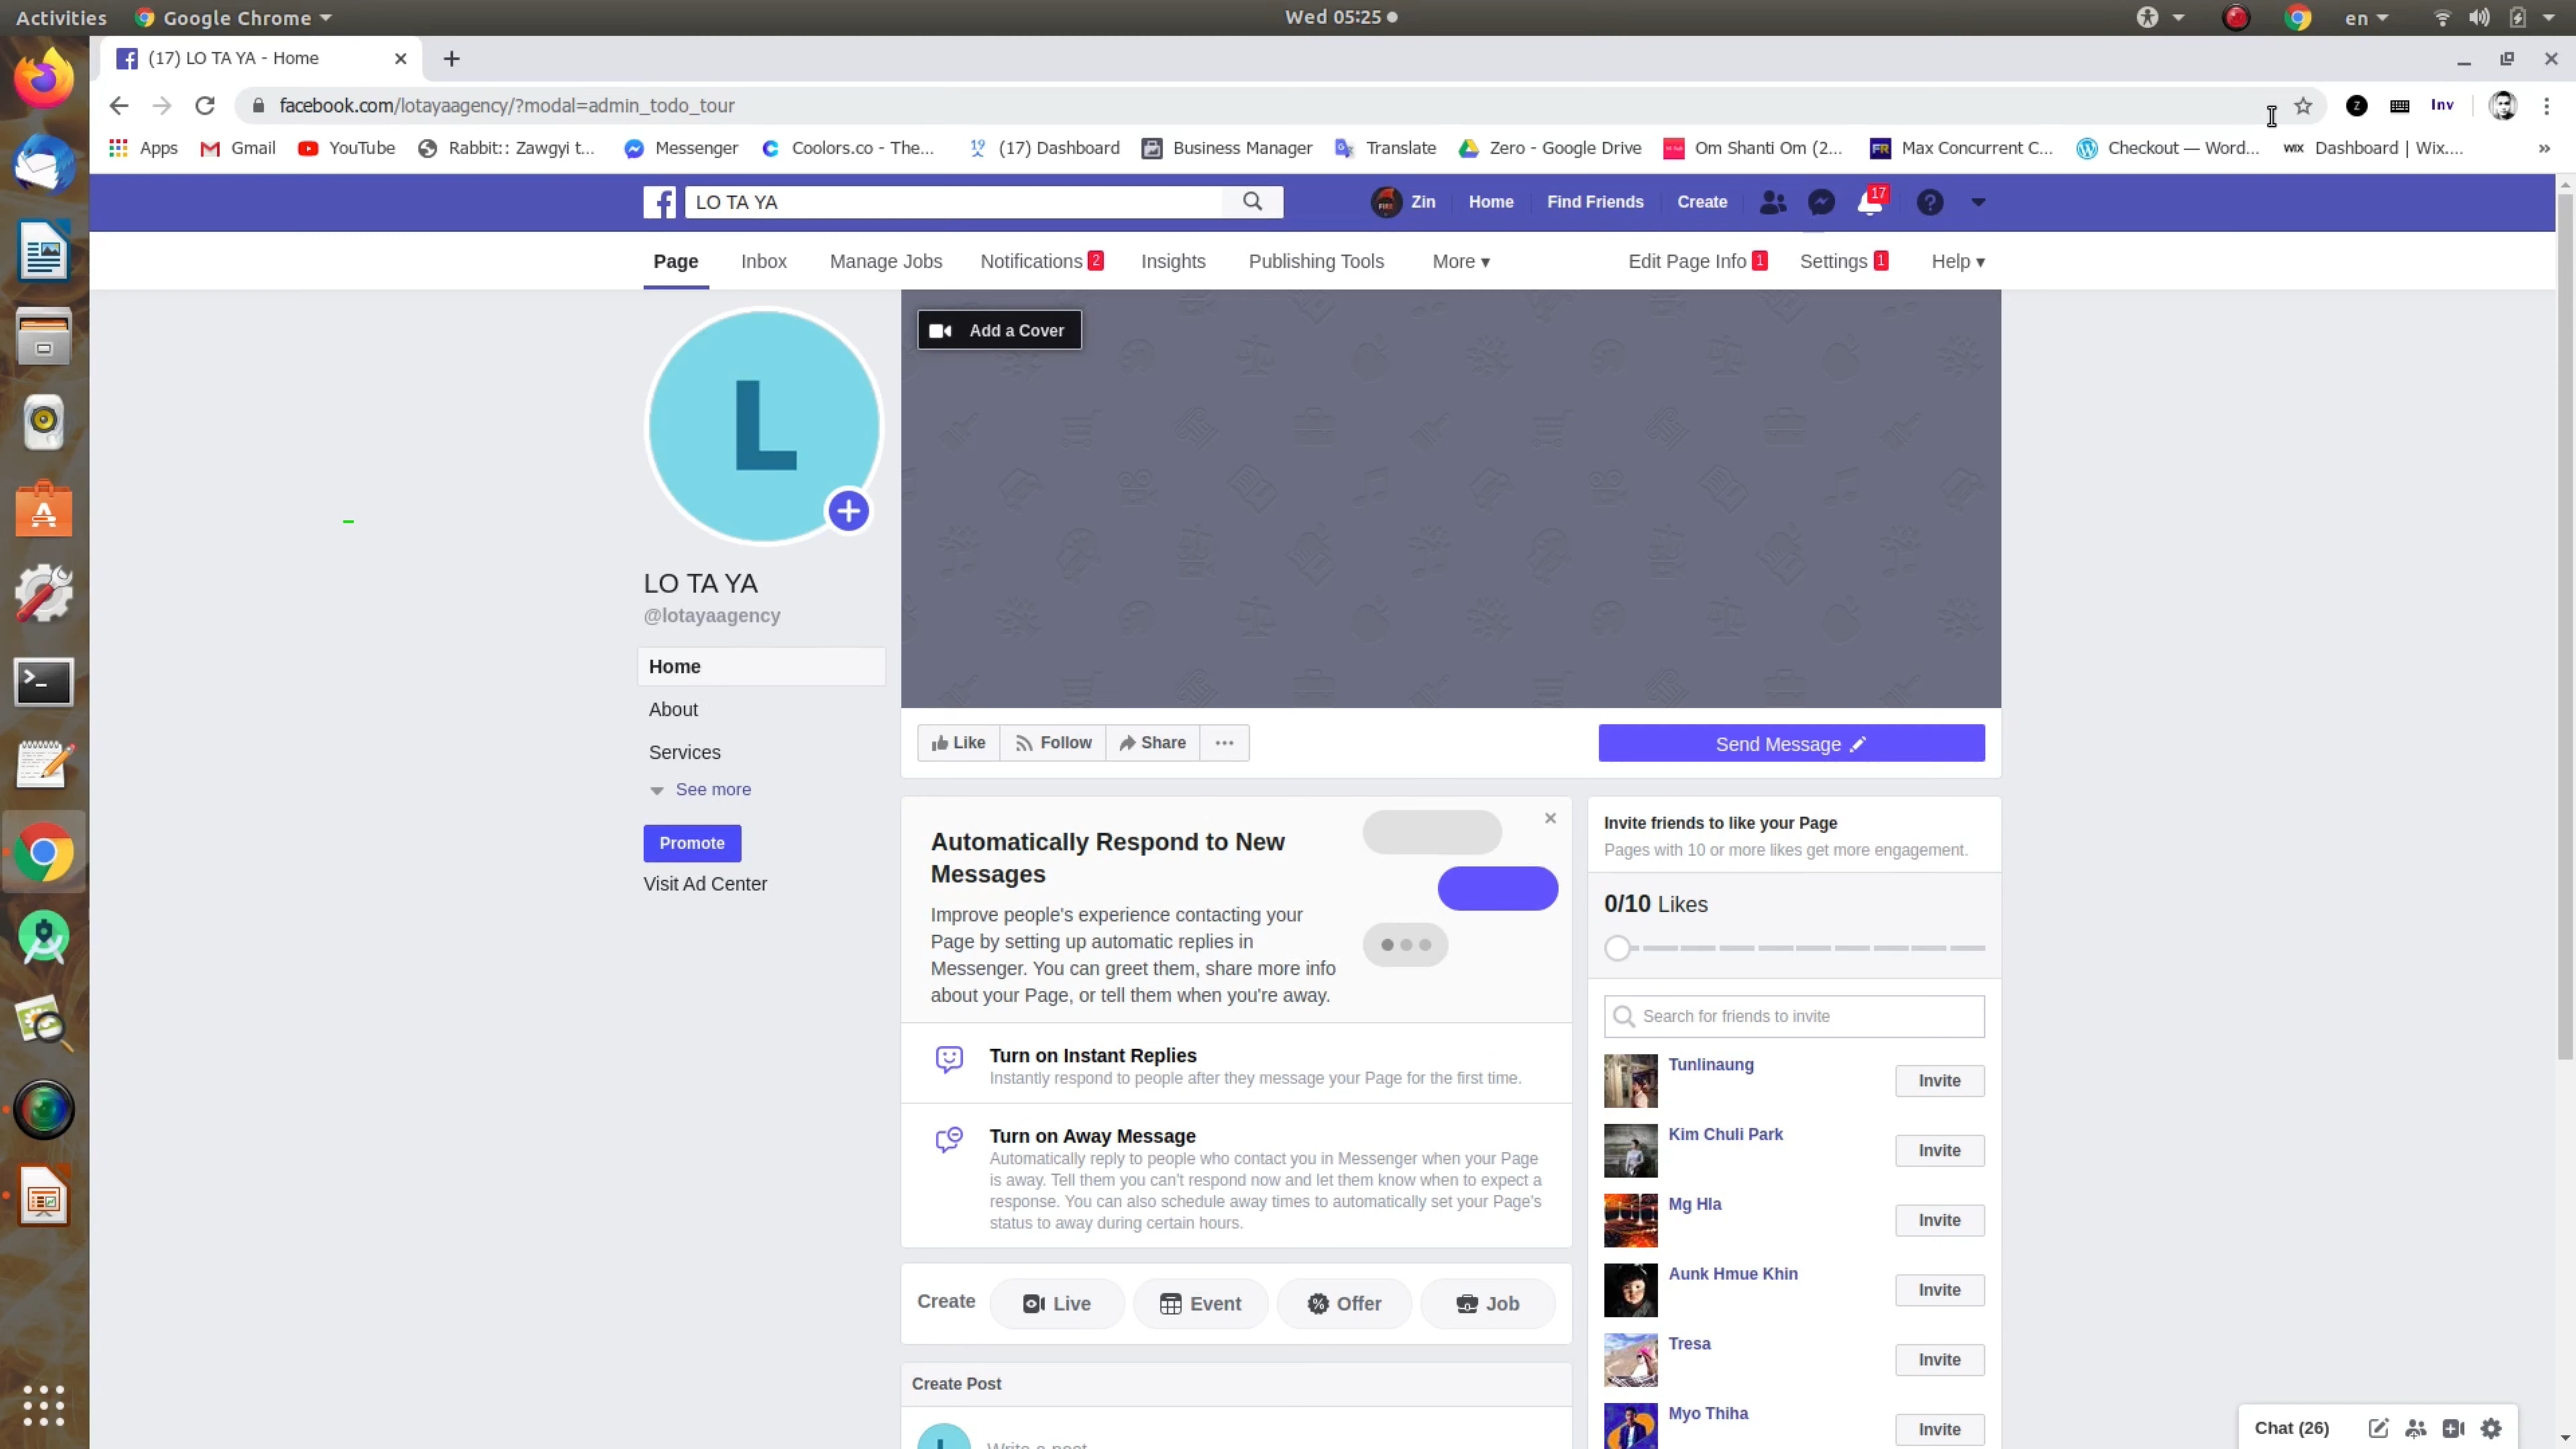 Activities Google Chrome Wed 05:25 en
(17) LO TA YA - Home
facebook.com/lotayaagency/?modal=admin_todo_tour Inv
Apps Gmail YouTube Rabbit:: Zawgyi t... Messenger Coolors.co - The... (17) Dashboard Business Manager Translate Zero - Google Drive Om Shanti Om (2... Max Concurrent C... Checkout — Word... Dashboard | Wix.... »
LO TA YA Zin Home Find Friends Create 17
Page Inbox Manage Jobs Notifications 2 Insights Publishing Tools More Edit Page Info 1 Settings 1 Help
Add a Cover
L
LO TA YA
@lotayaagency
Home
About
Services
See more
Promote
Visit Ad Center
Like Follow Share ... Send Message
Automatically Respond to New
Messages
Improve people's experience contacting your
Page by setting up automatic replies in
Messenger. You can greet them, share more info
about your Page, or tell them when you're away.
Turn on Instant Replies
Instantly respond to people after they message your Page for the first time.
Turn on Away Message
Automatically reply to people who contact you in Messenger when your Page
is away. Tell them you can't respond now and let them know when to expect a
response. You can also schedule away times to automatically set your Page's
status to away during certain hours.
Create Live Event Offer Job
Create Post
Write a post
Invite friends to like your Page
Pages with 10 or more likes get more engagement.
0/10 Likes
Search for friends to invite
Tunlinaung Invite
Kim Chuli Park Invite
Mg Hla Invite
Aunk Hmue Khin Invite
Tresa Invite
Myo Thiha Invite
Chat (26)